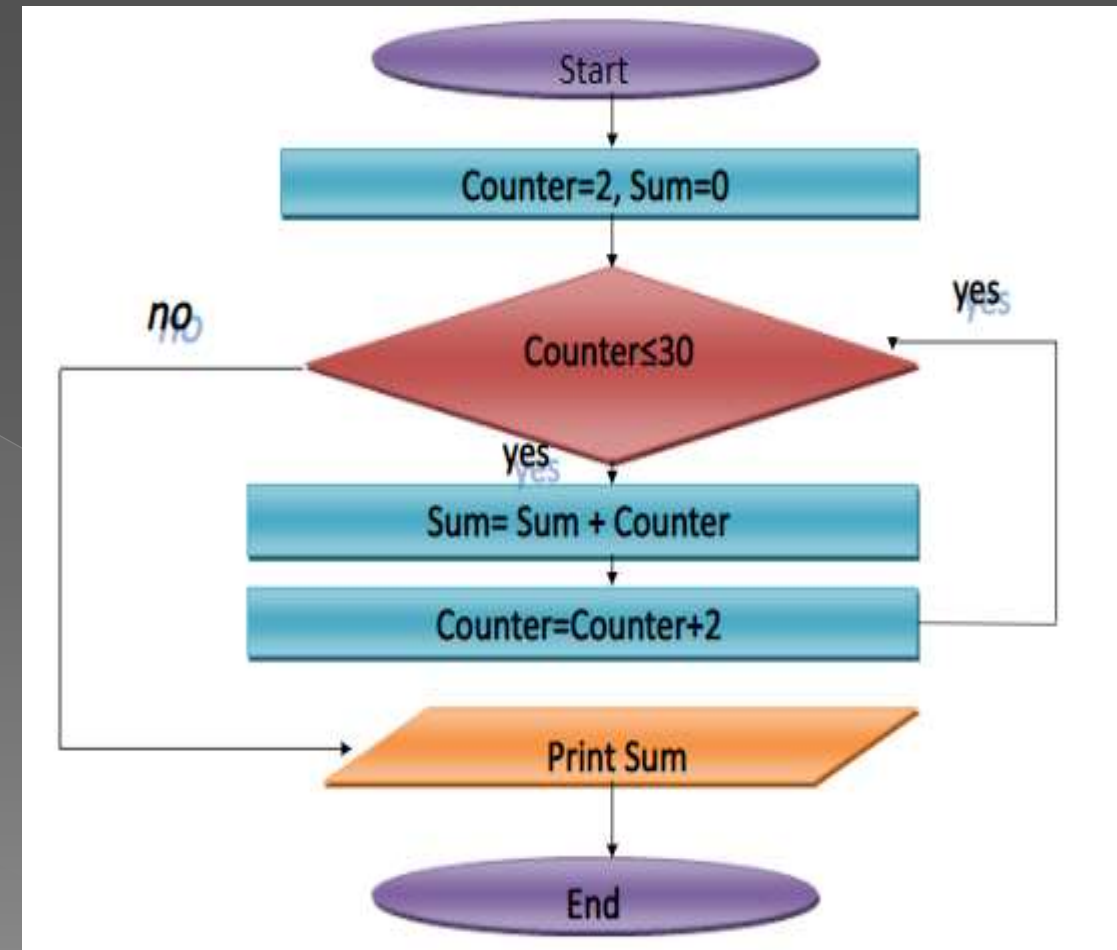 Start
Counter=2, Sum=0
no
yes
Counter≤30
yes
Sum= Sum + Counter
Counter=Counter+2
Print Sum
End